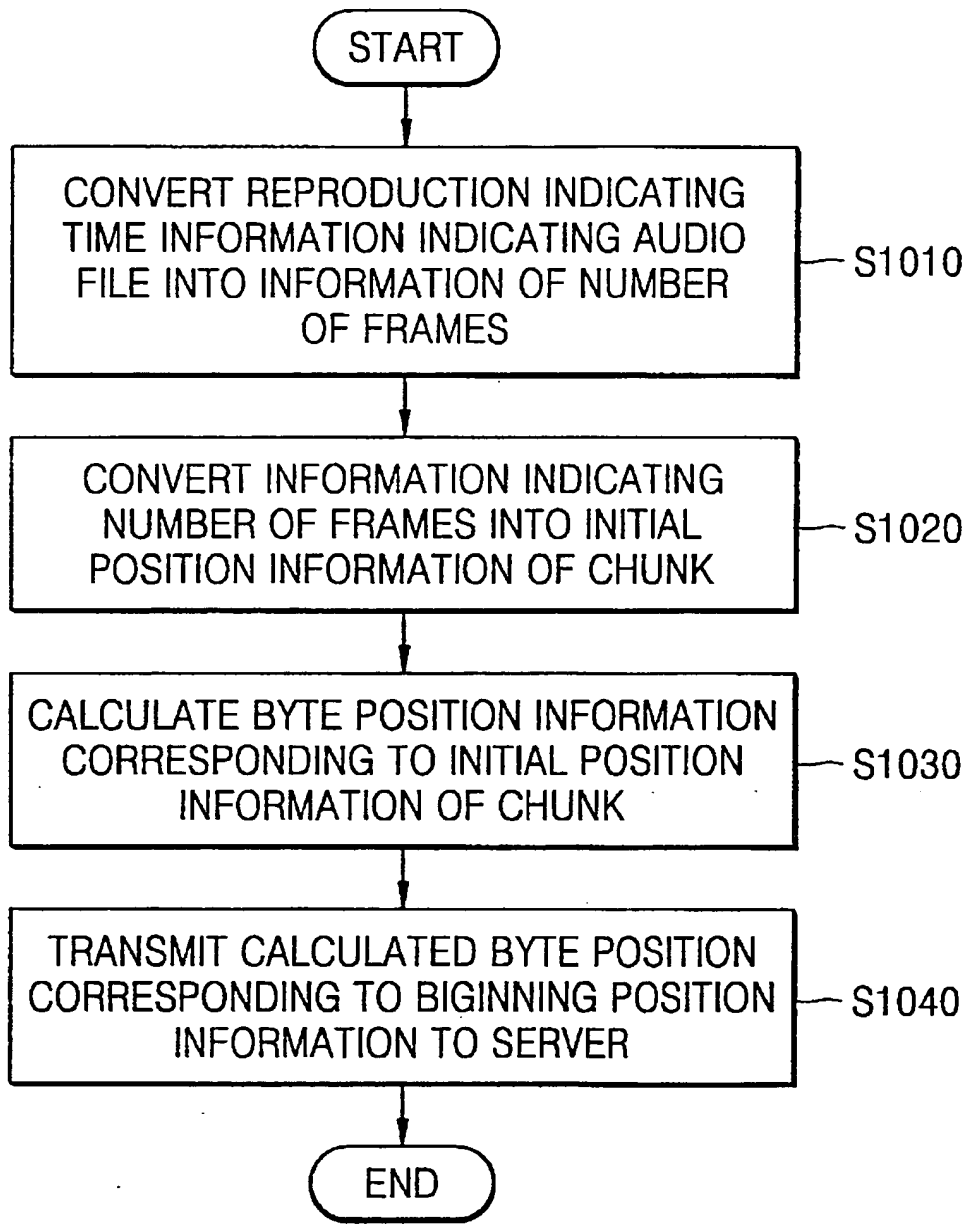 START
CONVERT REPRODUCTION INDICATING
TIME INFORMATION INDICATING AUDIO
FILE INTO INFORMATION OF NUMBER
OF FRAMES
S1010
CONVERT INFORMATION INDICATING
NUMBER OF FRAMES INTO INITIAL
POSITION INFORMATION OF CHUNK
S1020
CALCULATE BYTE POSITION INFORMATION
CORRESPONDING TO INITIAL POSITION
INFORMATION OF CHUNK
S1030
TRANSMIT CALCULATED BYTE POSITION
CORRESPONDING TO BIGINNING POSITION
INFORMATION TO SERVER
S1040
END